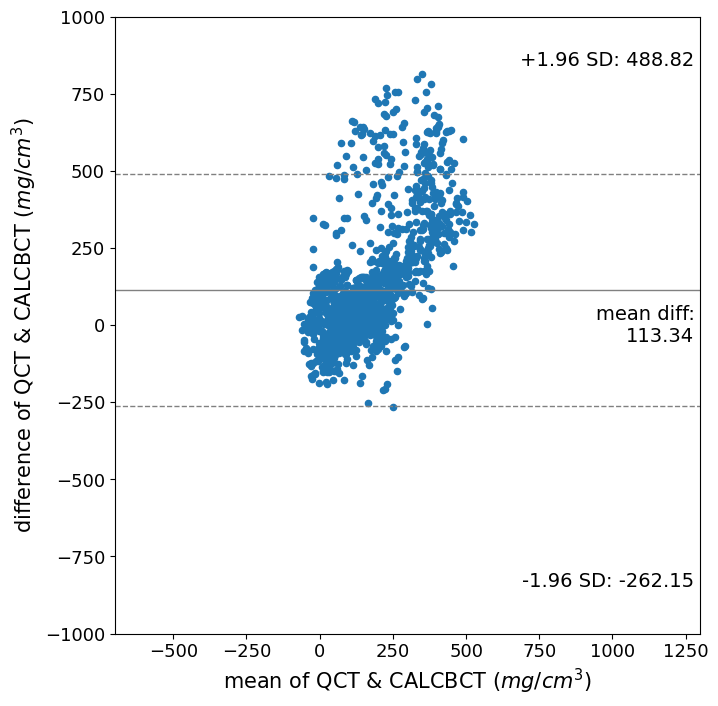 1000
750
500
250
0
−250
−500
−750
−1000
difference of QCT & CALCBCT (mg/cm³)
+1.96 SD: 488.82
mean diff:
113.34
-1.96 SD: -262.15
−500 −250 0 250 500 750 1000 1250
mean of QCT & CALCBCT (mg/cm³)